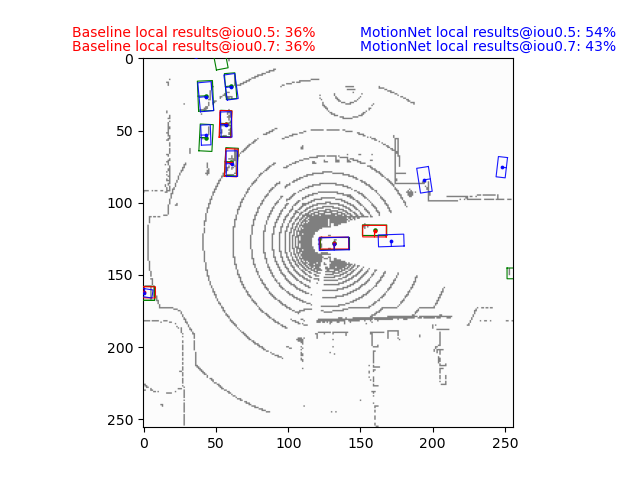 Baseline local results@iou0.5: 36% MotionNet local results@iou0.5: 54%
Baseline local results@iou0.7: 36% MotionNet local results@iou0.7: 43%
0
50
100
150
200
250
0 50 100 150 200 250